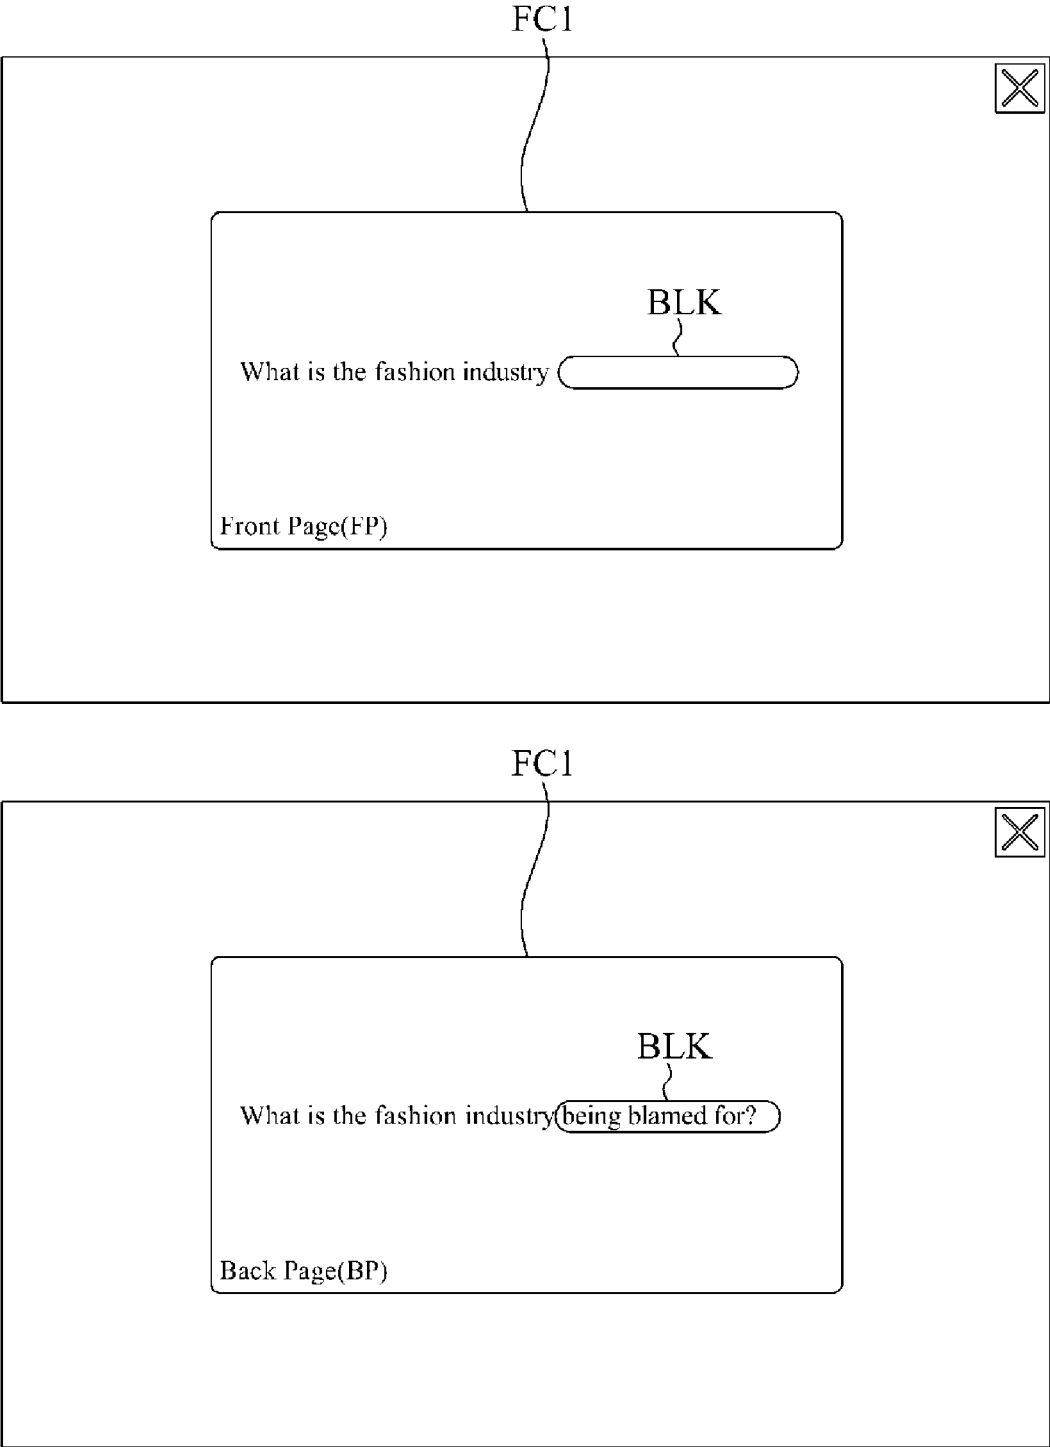 FC1
BLK
What is the fashion industry
Front Page(FP)
FC1
BLK
What is the fashion industry being blamed for?
Back Page(BP)